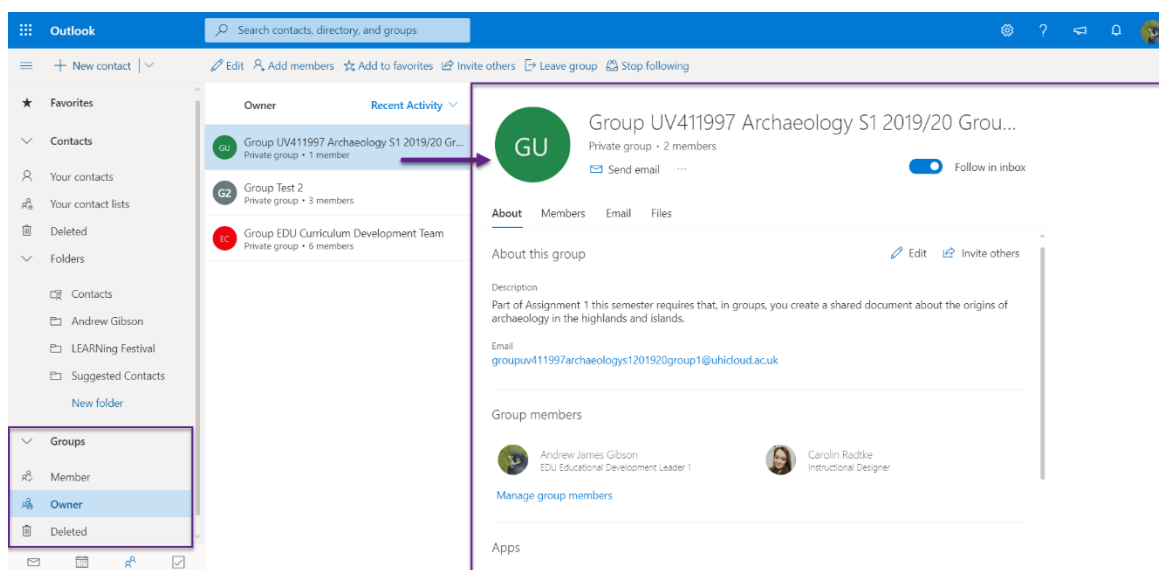 Outlook
Search contacts, directory, and groups
?
New contact
Edit Add members Add to favorites Invite others Leave group Stop following
Favorites
Contacts
Your contacts
Your contact lists
Deleted
Folders
Contacts
Andrew Gibson
LEARNing Festival
Suggested Contacts
New folder
Groups
Member
Owner
Deleted
Owner Recent Activity
GU
Group UV411997 Archaeology S1 2019/20 Gr...
Private group • 1 member
G2
Group Test 2
Private group • 3 members
EC
Group EDU Curriculum Development Team
Private group • 6 members
GU
Group UV411997 Archaeology S1 2019/20 Grou...
Private group • 2 members
Send email ...
Follow in inbox
About Members Email Files
About this group
Edit Invite others
Description
Part of Assignment 1 this semester requires that, in groups, you create a shared document about the origins of
archaeology in the highlands and islands.
Email
groupuv411997archaeologys1201920group1@uhicloud.ac.uk
Group members
Andrew James Gibson
EDU Educational Development Leader 1
Carolin Radtke
Instructional Designer
Manage group members
Apps